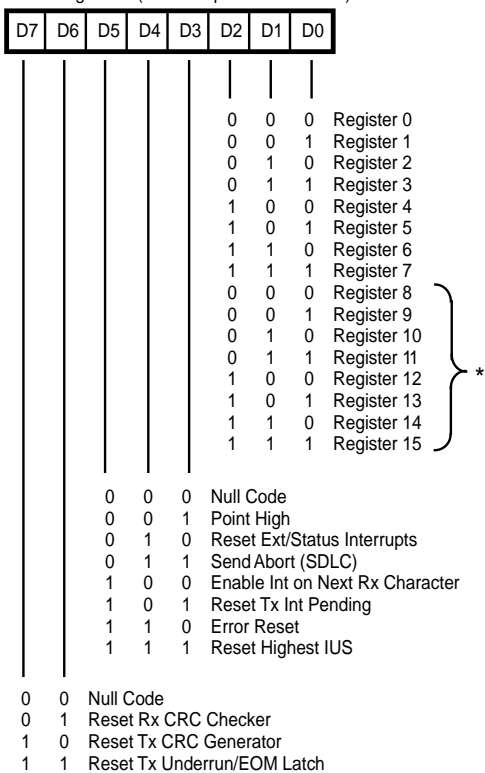 D7 D6 D5 D4 D3 D2 D1 D0
0 0 0 Register 0
0 0 1 Register 1
0 1 0 Register 2
0 1 1 Register 3
1 0 0 Register 4
1 0 1 Register 5
1 1 0 Register 6
1 1 1 Register 7
0 0 0 Register 8
0 0 1 Register 9
0 1 0 Register 10
0 1 1 Register 11
1 0 0 Register 12
1 0 1 Register 13
1 1 0 Register 14
1 1 1 Register 15
*
0 0 0 Null Code
0 0 1 Point High
0 1 0 Reset Ext/Status Interrupts
0 1 1 Send Abort (SDLC)
1 0 0 Enable Int on Next Rx Character
1 0 1 Reset Tx Int Pending
1 1 0 Error Reset
1 1 1 Reset Highest IUS
0 0 Null Code
0 1 Reset Rx CRC Checker
1 0 Reset Tx CRC Generator
1 1 Reset Tx Underrun/EOM Latch